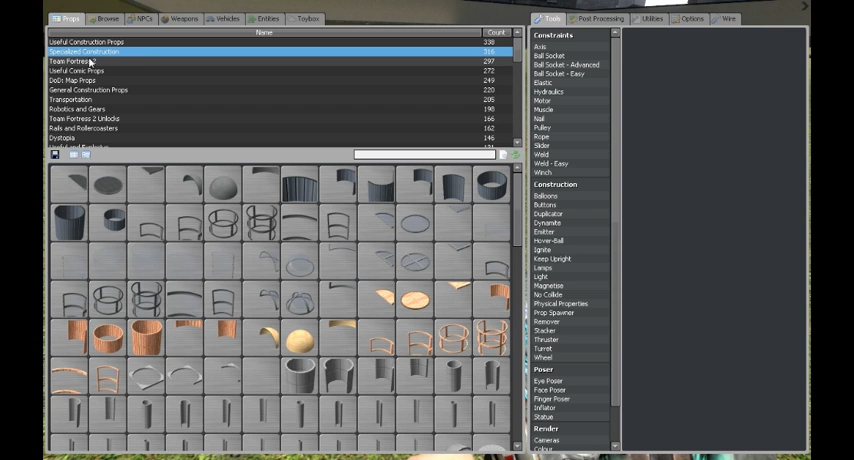 Props Browse NPCs Weapons Vehicles Entities Toybox
Name Count
Useful Construction Props 338
Specialized Construction 316
Team Fortress 2 297
Useful Comic Props 272
DoD: Map Props 249
General Construction Props 220
Transportation 205
Robotics and Gears 198
Team Fortress 2 Unlocks 166
Rails and Rollercoasters 162
Dystopia 146
Tools Post Processing Utilities Options Wire
Constraints
Axis
Ball Socket
Ball Socket - Advanced
Ball Socket - Easy
Elastic
Hydraulics
Motor
Muscle
Nail
Pulley
Rope
Slider
Weld
Weld - Easy
Winch
Construction
Balloons
Buttons
Duplicator
Dynamite
Emitter
Hover-Ball
Ignite
Keep Upright
Lamps
Light
Magnetise
No Collide
Physical Properties
Prop Spawner
Remover
Stacker
Thruster
Turret
Wheel
Poser
Eye Poser
Face Poser
Finger Poser
Inflator
Statue
Render
Cameras
Colour